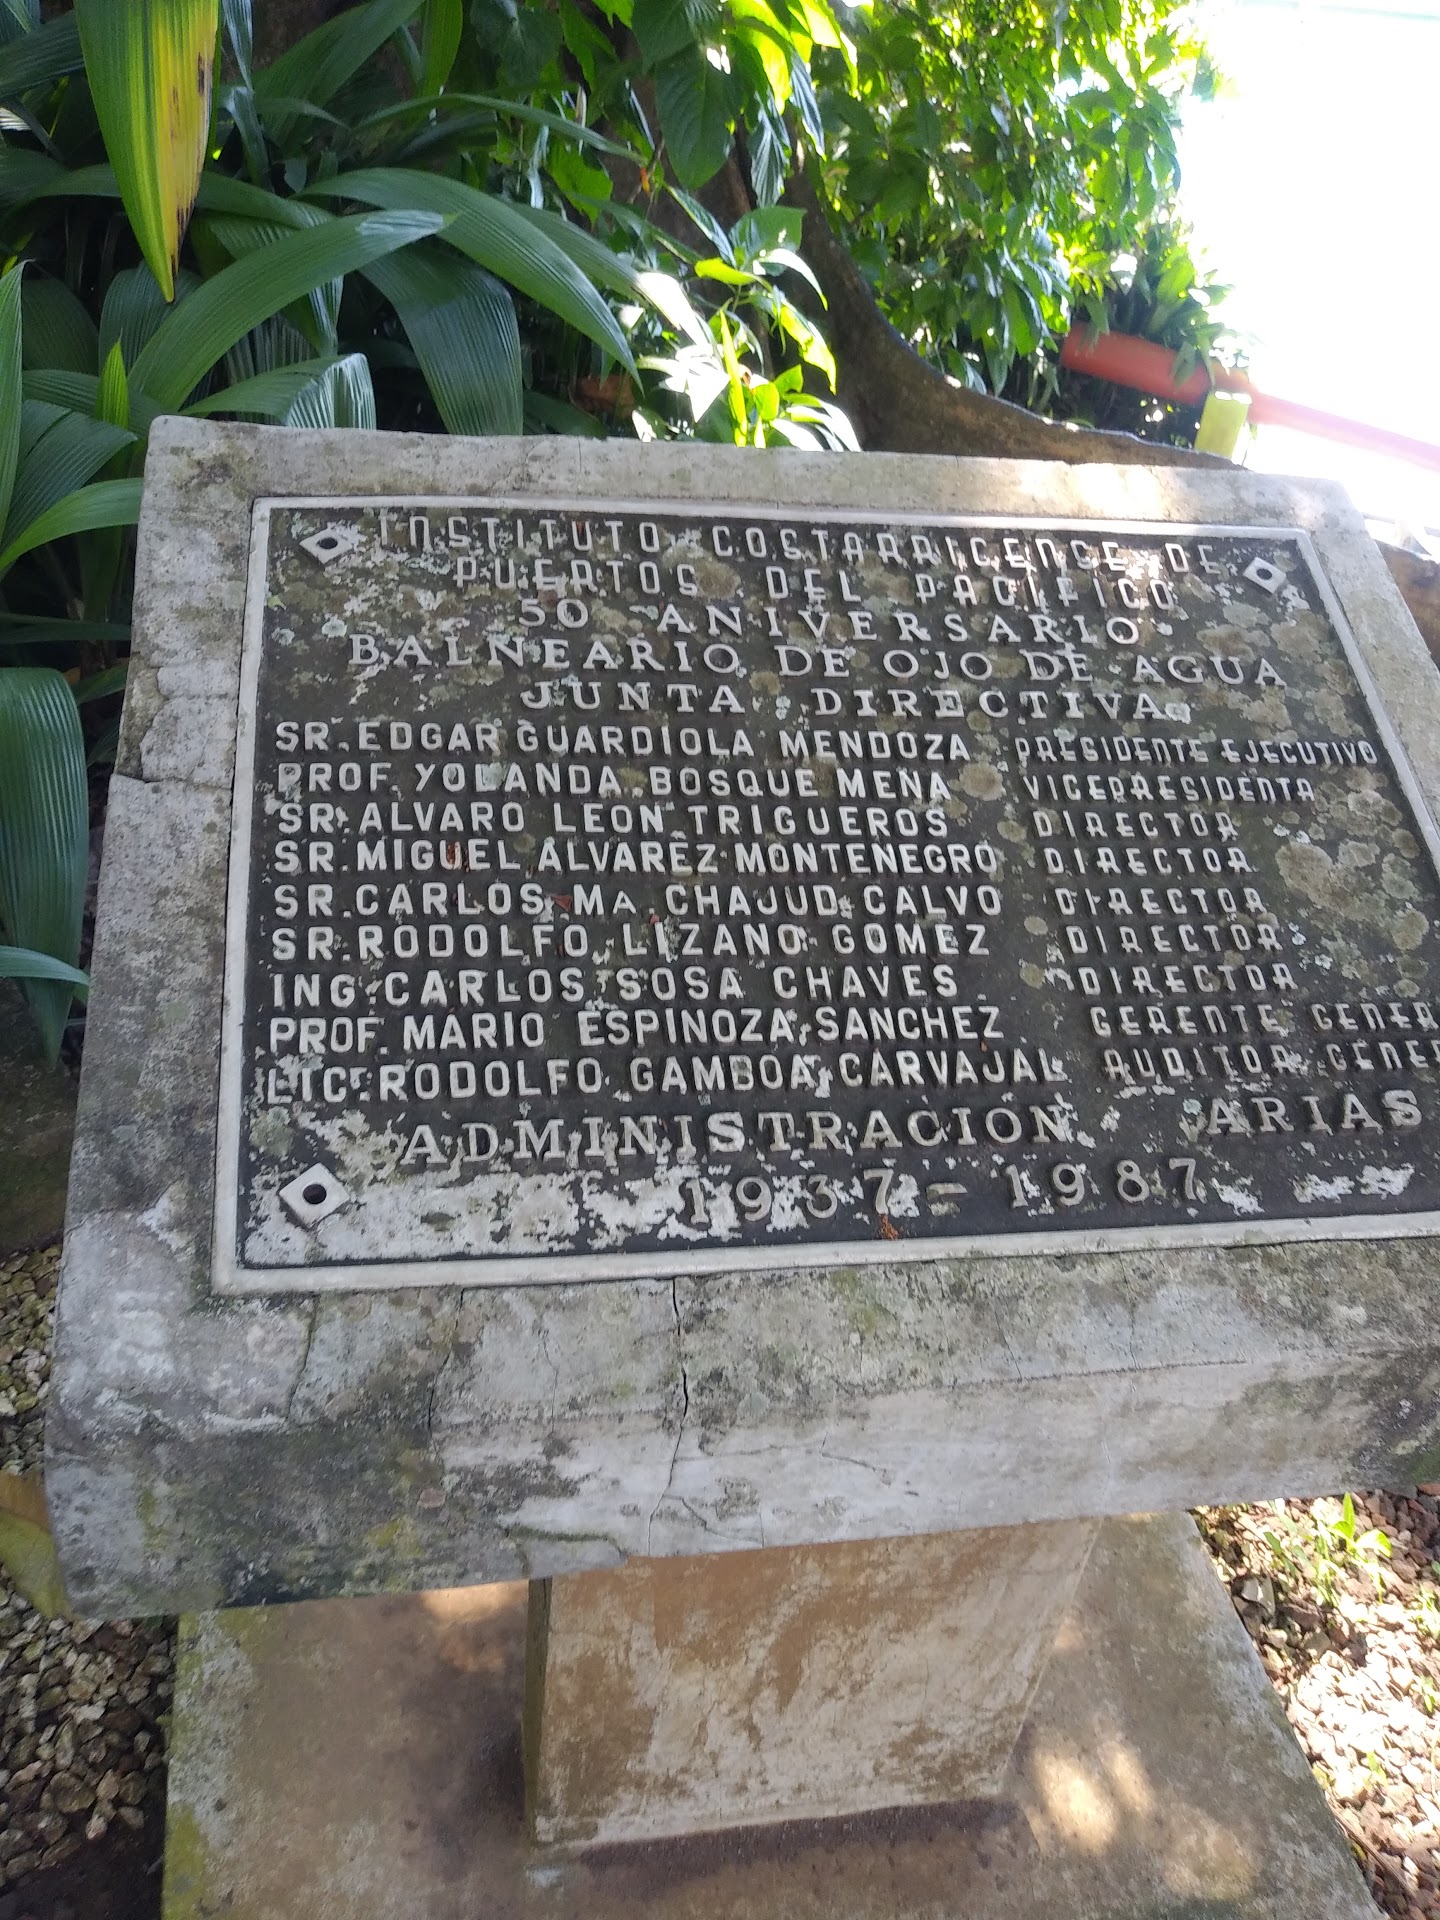 INSTITUTO COSTARRICENSE DE
PUERTOS DEL PACIFICO
50 ANIVERSARIO
BALNEARIO DE OJO DE AGUA
JUNTA DIRECTIVA
SR. EDGAR GUARDIOLA MENDOZA PRESIDENTE EJECUTIVO
PROF. YOLANDA BOSQUE MENA VICEPRESIDENTA
SR. ALVARO LEON TRIGUEROS DIRECTOR
SR. MIGUEL ALVAREZ MONTENEGRO DIRECTOR
SR. CARLOS Ma. CHAJUD CALVO DIRECTOR
SR. RODOLFO LIZANO GOMEZ DIRECTOR
ING. CARLOS SOSA CHAVES DIRECTOR
PROF. MARIO ESPINOZA SANCHEZ GERENTE GENER
LIC. RODOLFO GAMBOA CARVAJAL AUDITOR GENE
ADMINISTRACION ARIAS
1937 - 1987